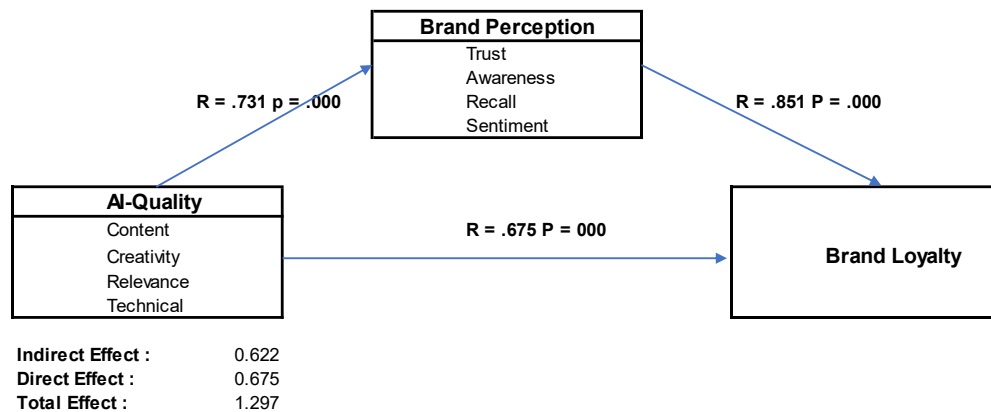 Brand Perception
Trust
Awareness
Recall
Sentiment
R = .731 p = .000
R = .851 P = .000
AI-Quality
Content
Creativity
Relevance
Technical
R = .675 P = 000
Brand Loyalty
Indirect Effect : 0.622
Direct Effect : 0.675
Total Effect : 1.297